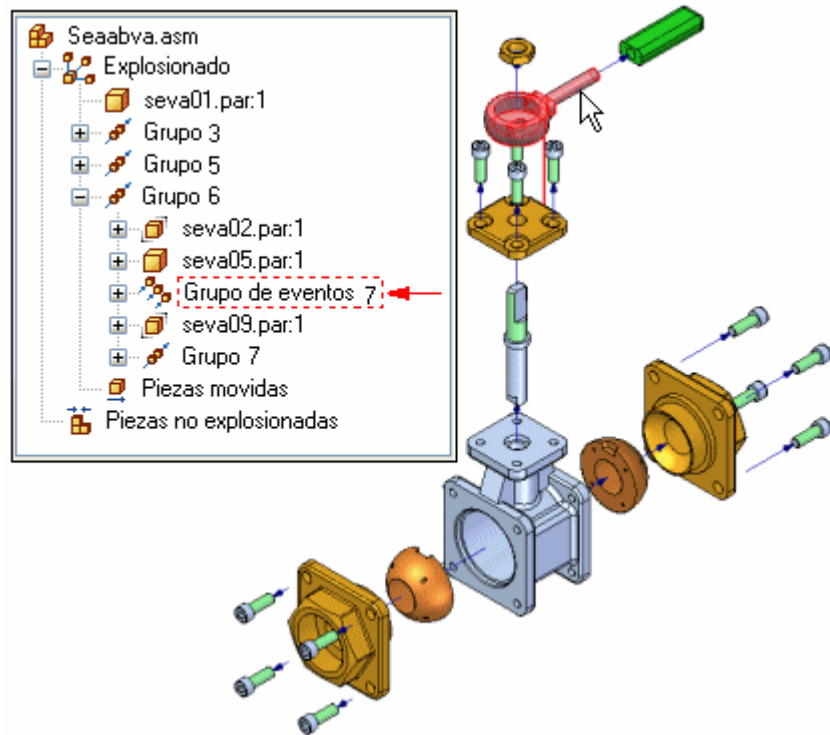 Seaabva.asm
Explosionado
seva01.par:1
Grupo 3
Grupo 5
Grupo 6
seva02.par:1
seva05.par:1
Grupo de eventos 7
seva09.par:1
Grupo 7
Piezas movidas
Piezas no explosionadas